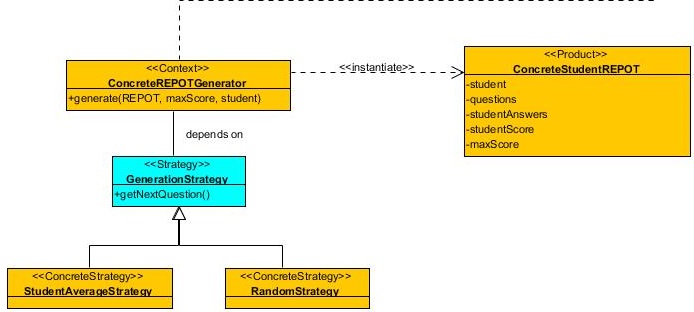 <<Context>>
ConcreteREPOTGenerator
+generate(REPOT, maxScore, student)
<<instantiate>>
<<Product>>
ConcreteStudentREPOT
-student
-questions
-studentAnswers
-studentScore
-maxScore
depends on
<<Strategy>>
GenerationStrategy
+getNextQuestion()
<<ConcreteStrategy>>
StudentAverageStrategy
<<ConcreteStrategy>>
RandomStrategy